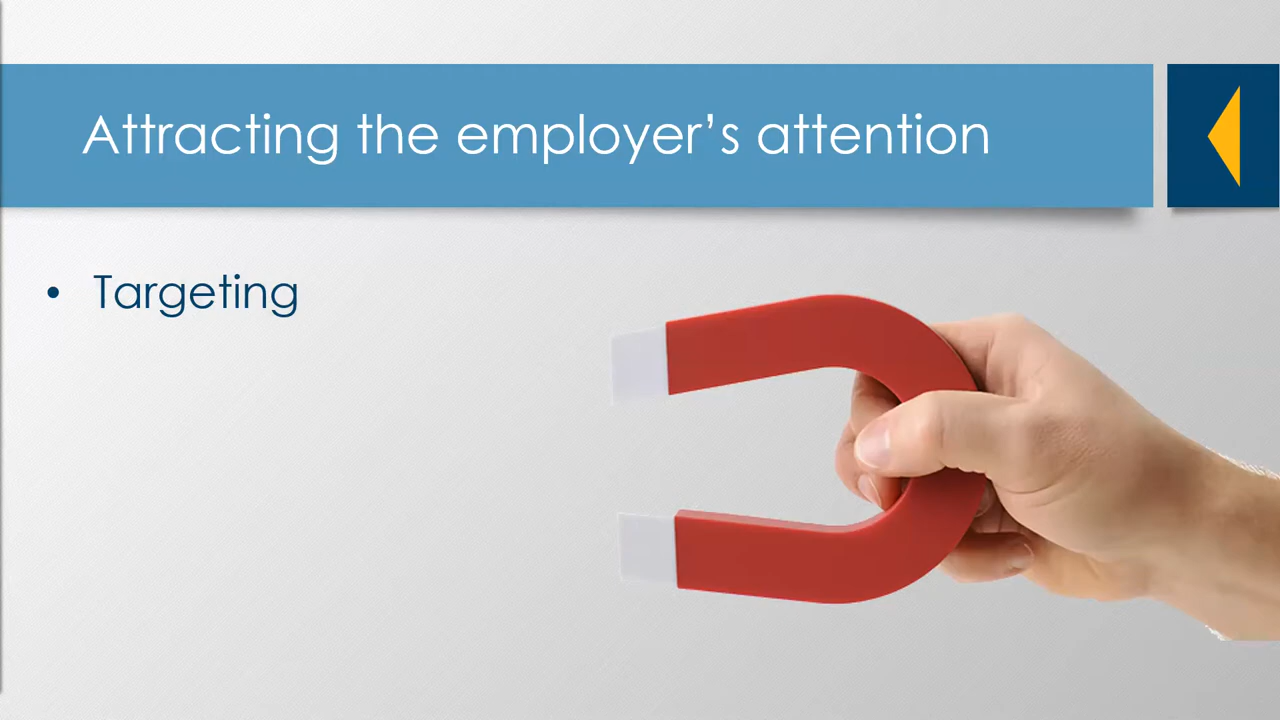 Attracting the employer’s attention
• Targeting